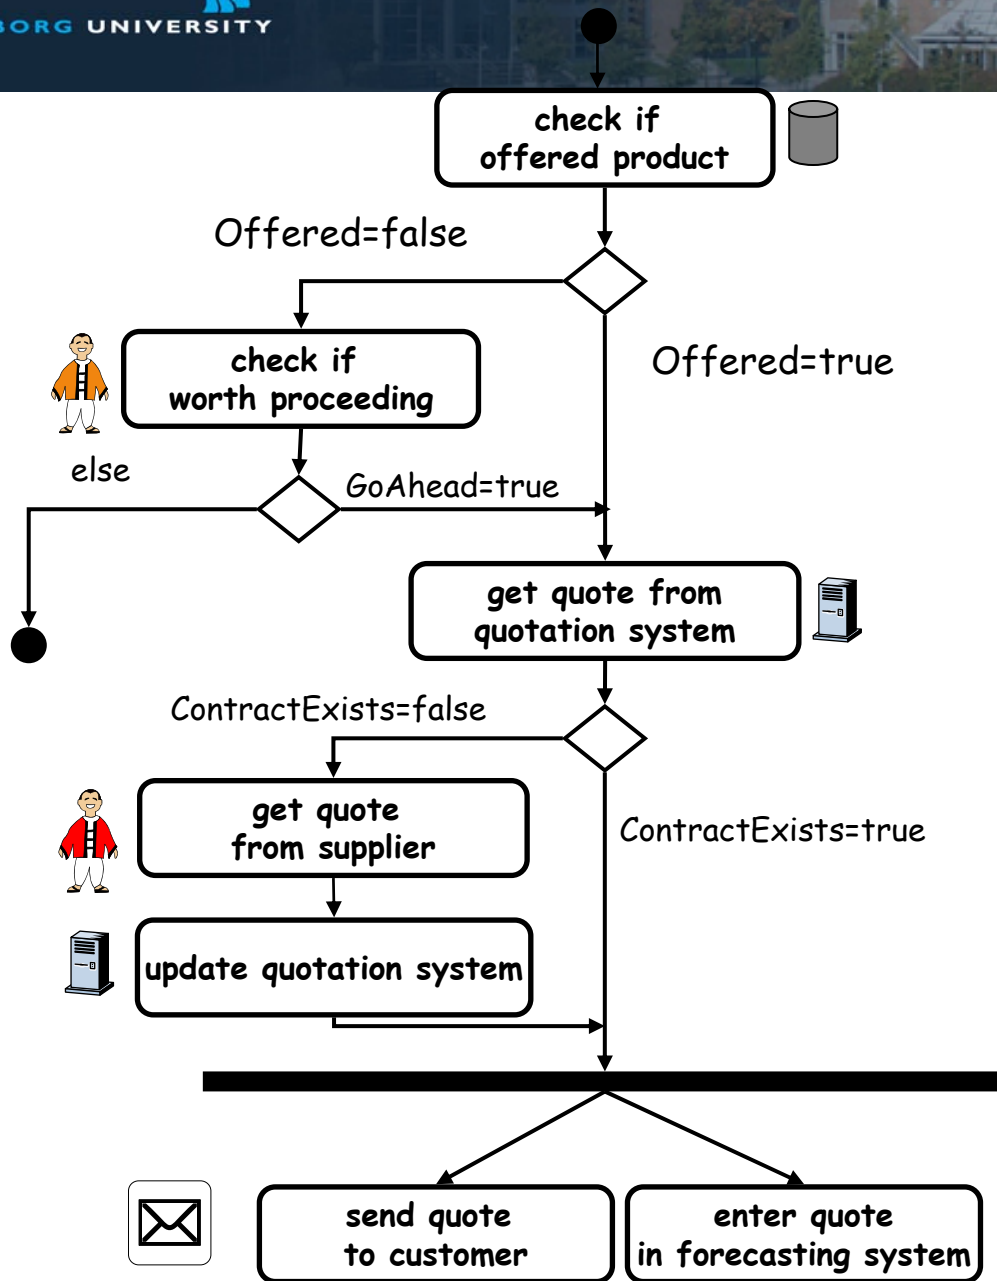 UNIVERSITY
check if
offered product
Offered=false
check if
worth proceeding
Offered=true
else
GoAhead=true
get quote from
quotation system
ContractExists=false
get quote
from supplier
ContractExists=true
update quotation system
send quote
to customer
enter quote
in forecasting system